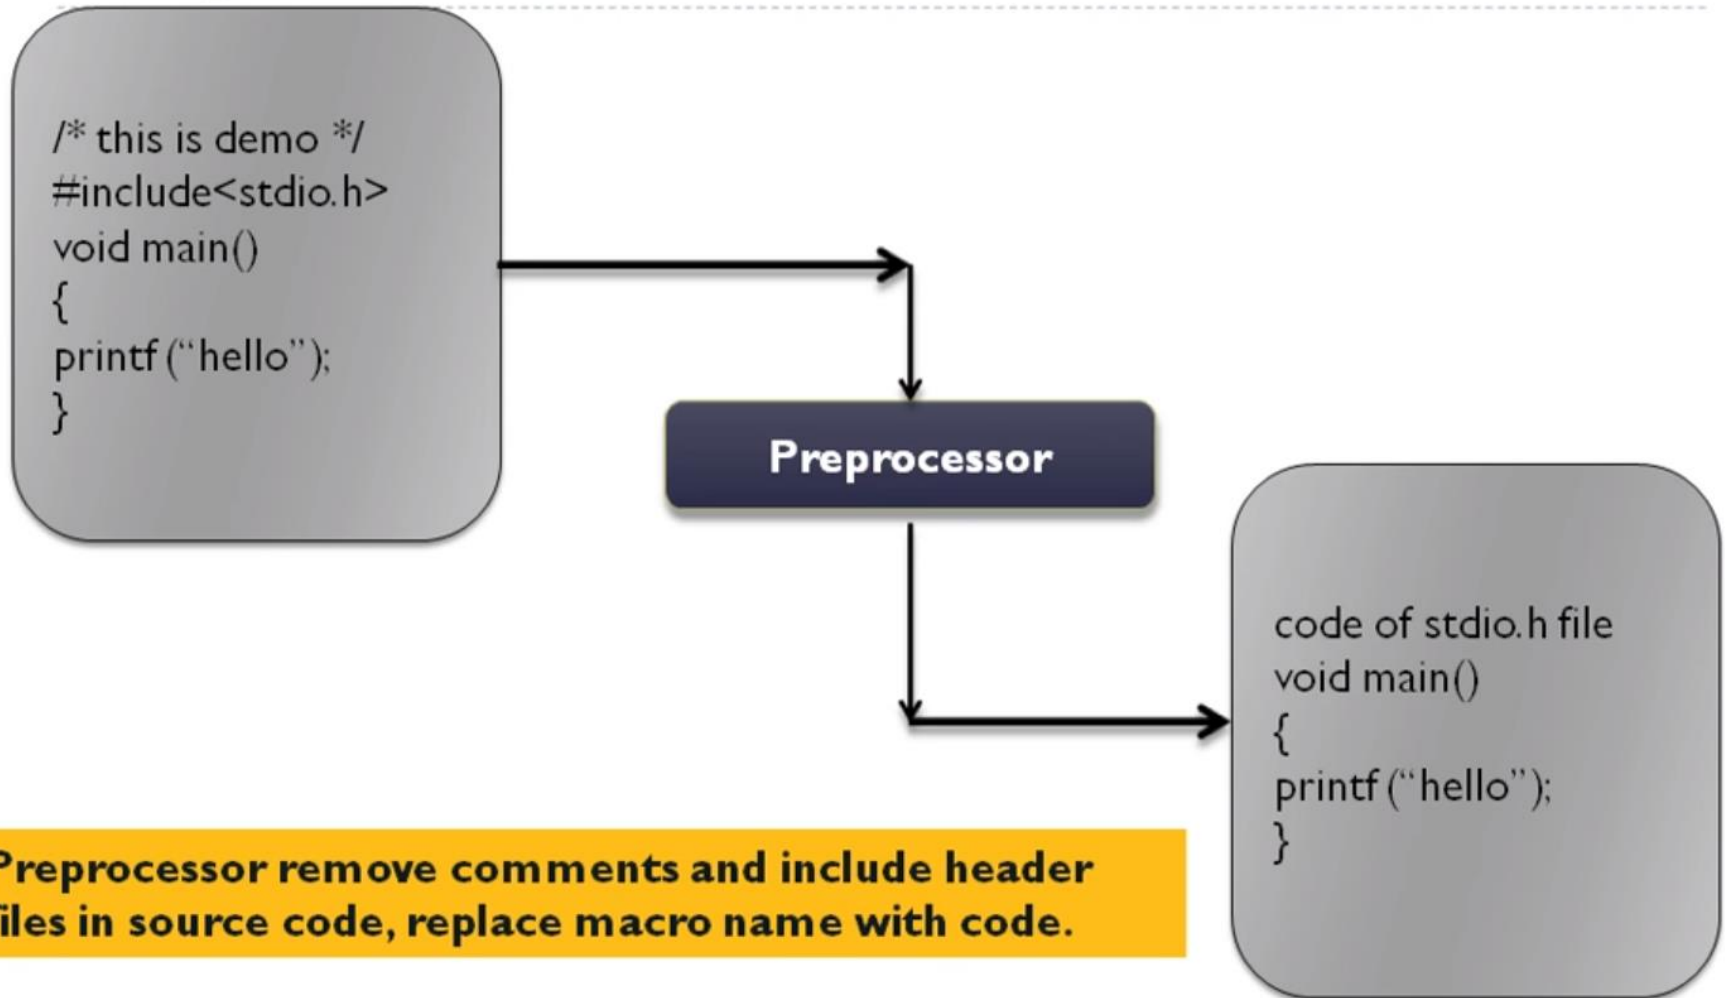 /* this is demo */
#include<stdio.h>
void main()
{
printf (“hello”);
}
Preprocessor
code of stdio.h file
void main()
{
printf (“hello”);
}
Preprocessor remove comments and include header
files in source code, replace macro name with code.